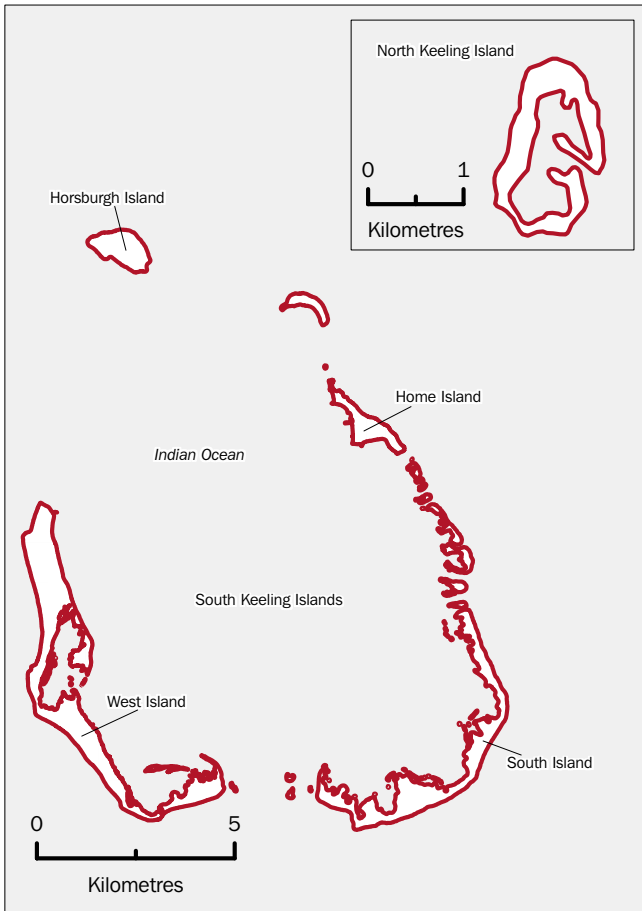 North Keeling Island
0 1
Kilometres
Horsburgh Island
Home Island
Indian Ocean
South Keeling Islands
West Island
South Island
0 5
Kilometres